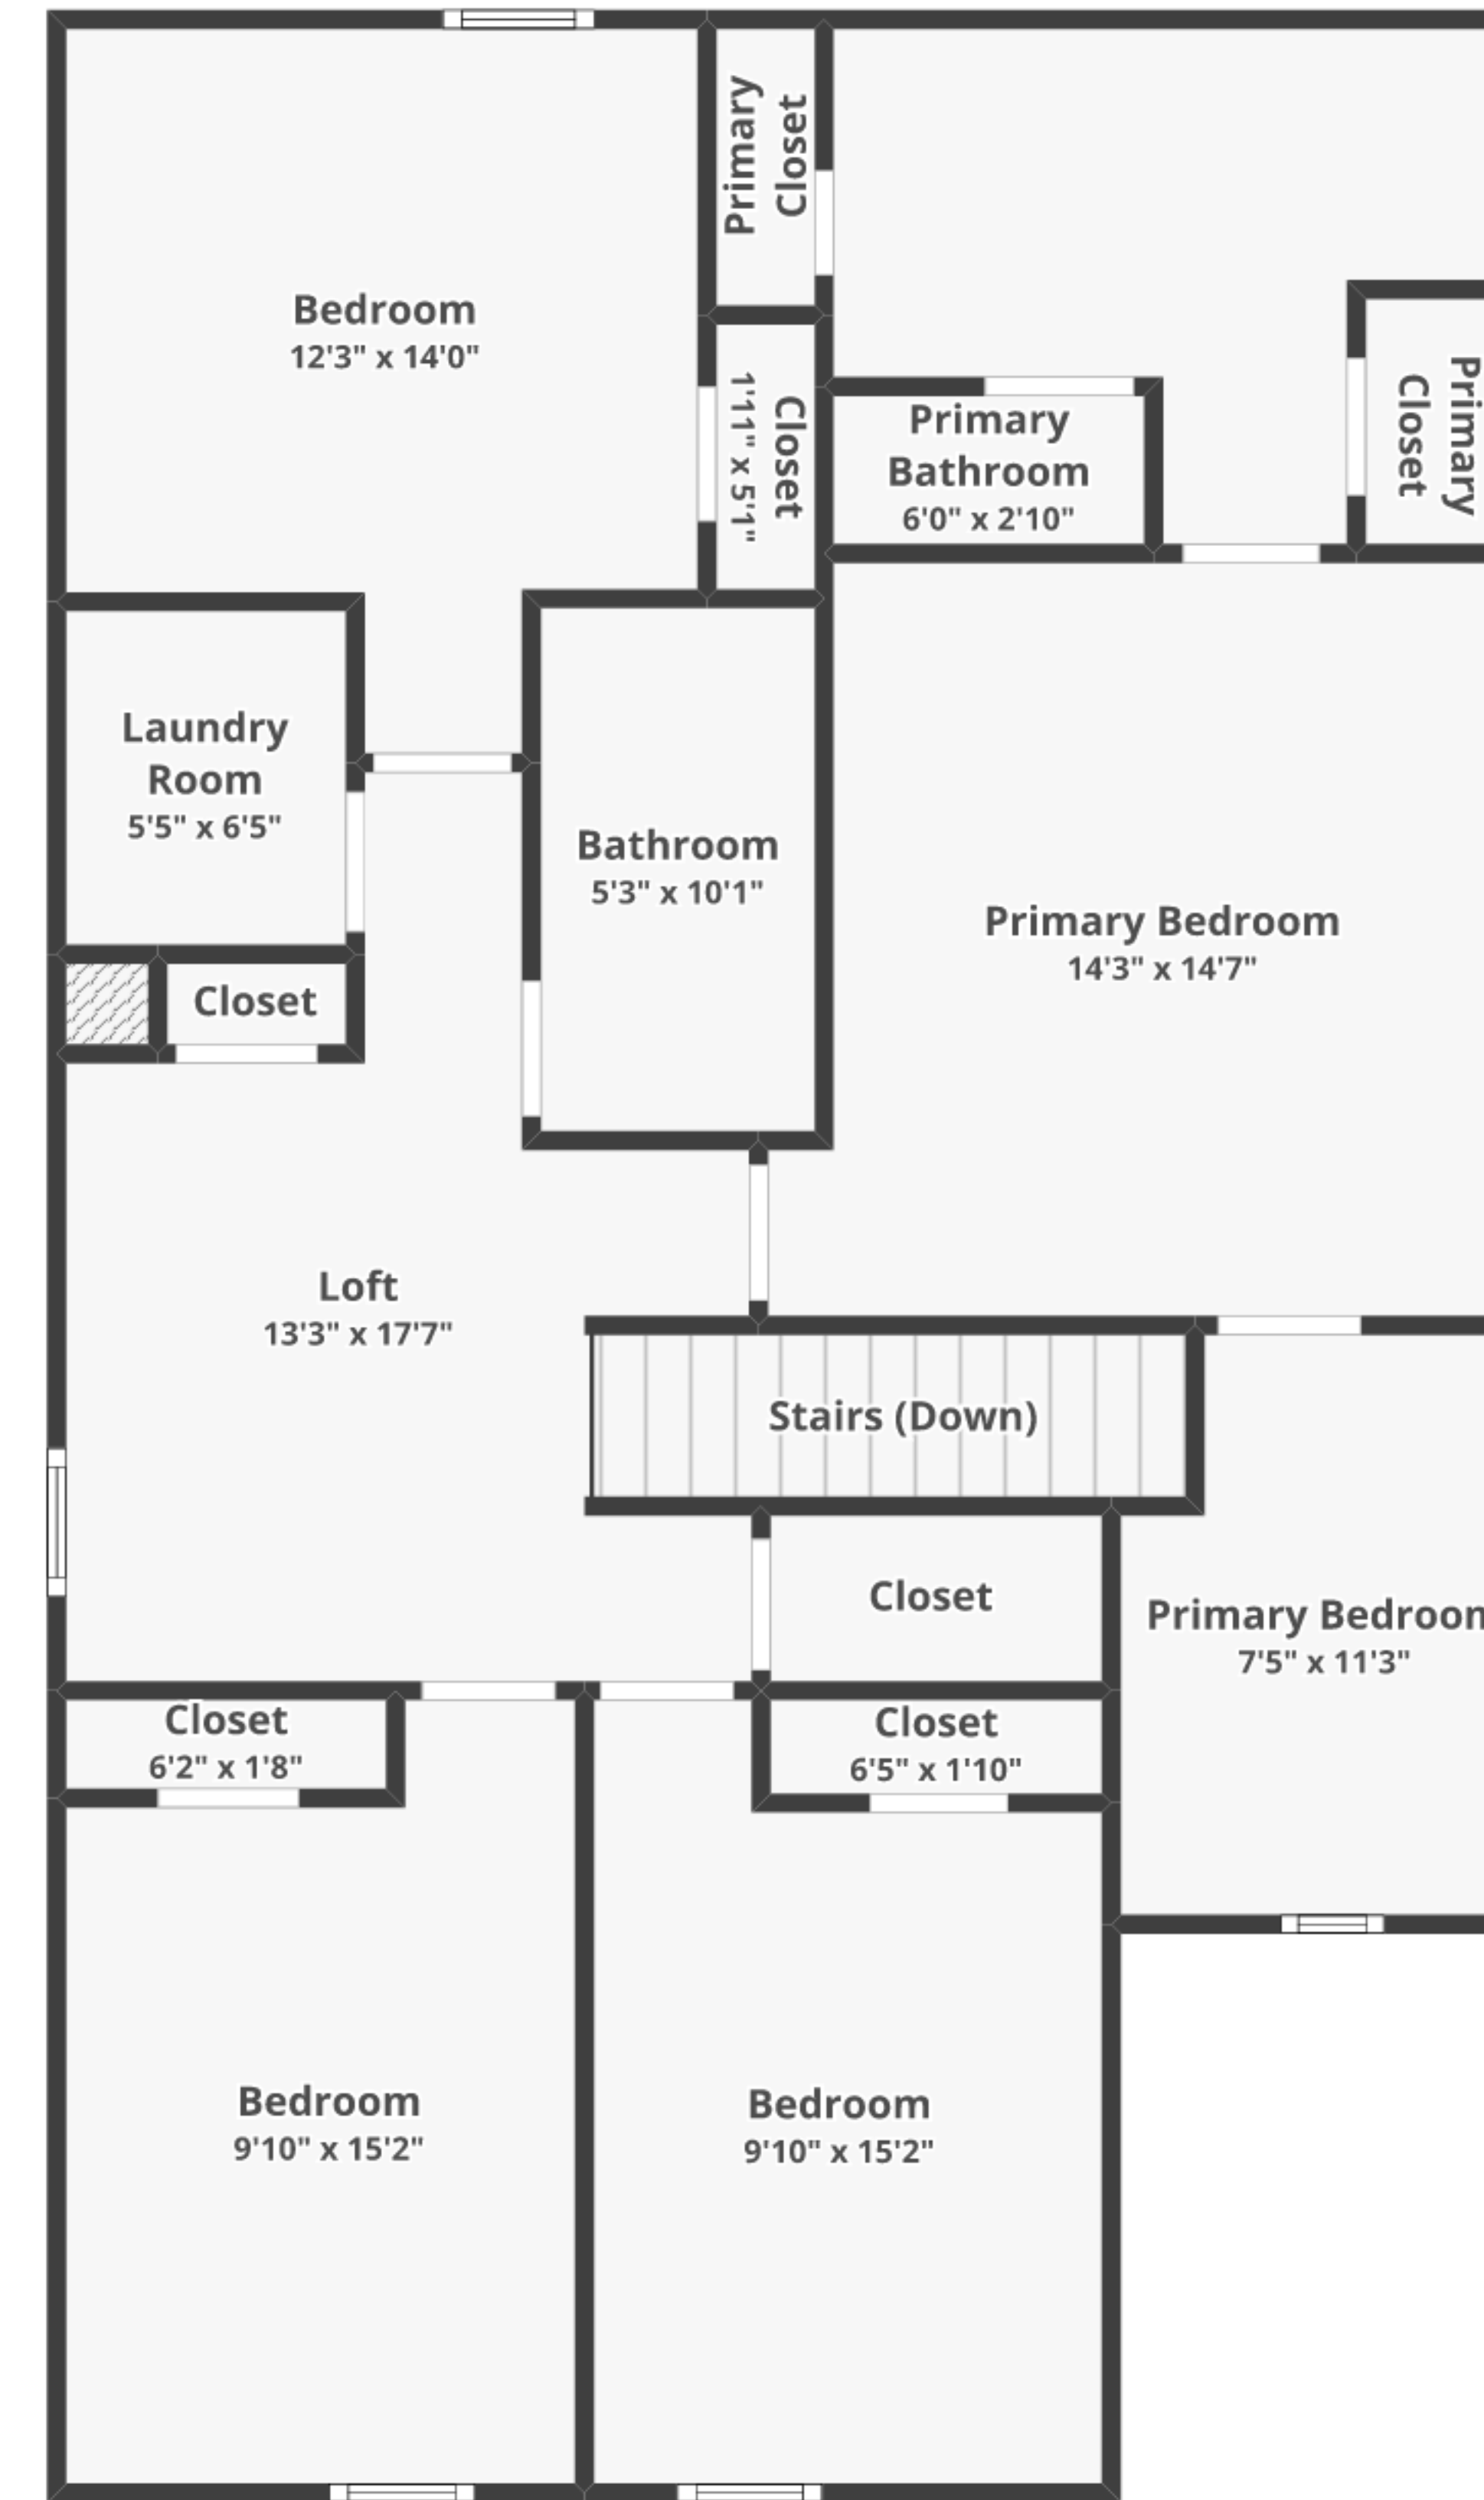 Primary
Closet
Bedroom
12'3" x 14'0"
Closet
1'11" x 5'1"
Primary
Bathroom
6'0" x 2'10"
Primary
Closet
Laundry
Room
5'5" x 6'5"
Bathroom
5'3" x 10'1"
Primary Bedroom
14'3" x 14'7"
Closet
Loft
13'3" x 17'7"
Stairs (Down)
Closet
Primary Bedroom
7'5" x 11'3"
Closet
6'2" x 1'8"
Closet
6'5" x 1'10"
Bedroom
9'10" x 15'2"
Bedroom
9'10" x 15'2"